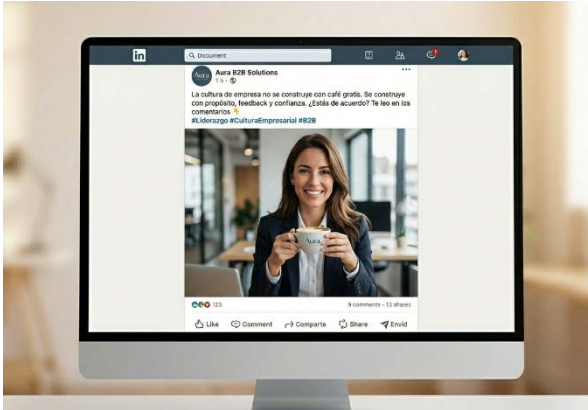 in
Document
Aura
Aura B2B Solutions
1 h ·
La cultura de empresa no se construye con café gratis. Se construye
con propósito, feedback y confianza. ¿Estás de acuerdo? Te leo en los
comentarios 👇
#Liderazgo #CulturaEmpresarial #B2B
Aura
123
9 comments · 13 shares
Like Comment Comparte Share Envid